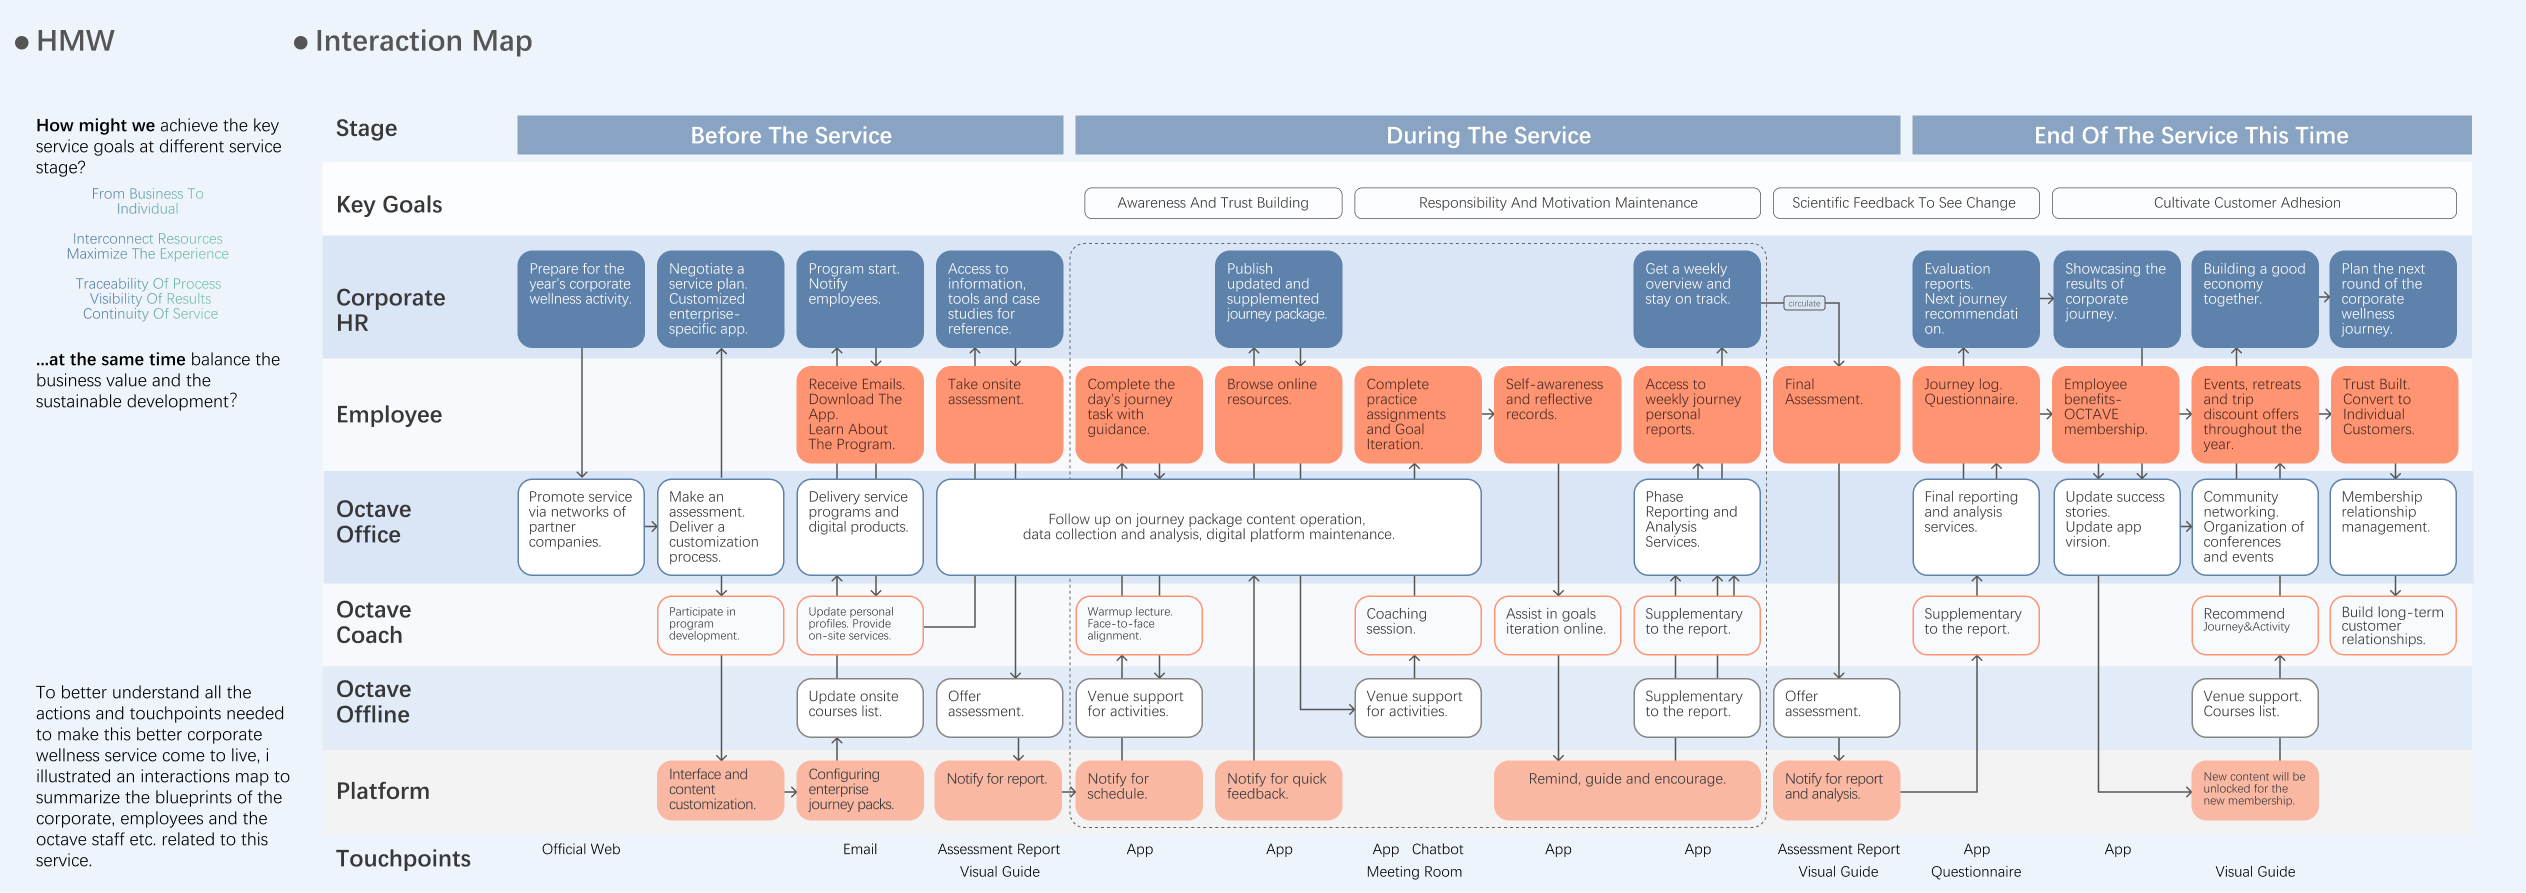 HMW
Interaction Map
How might we achieve the key
service goals at different service
stage?
From Business To
Individual
Interconnect Resources
Maximize The Experience
Traceability Of Process
Visibility Of Results
Continuity Of Service
...at the same time balance the
business value and the
sustainable development?
To better understand all the
actions and touchpoints needed
to make this better corporate
wellness service come to live, i
illustrated an interactions map to
summarize the blueprints of the
corporate, employees and the
octave staff etc. related to this
service.
Stage
Before The Service
During The Service
End Of The Service This Time
Key Goals
Awareness And Trust Building
Responsibility And Motivation Maintenance
Scientific Feedback To See Change
Cultivate Customer Adhesion
Corporate
HR
Prepare for the
year's corporate
wellness activity.
Negotiate a
service plan.
Customized
enterprise-
specific app.
Program start.
Notify
employees.
Access to
information,
tools and case
studies for
reference.
Publish
updated and
supplemented
journey package.
Get a weekly
overview and
stay on track.
circulate
Evaluation
reports.
Next journey
recommendati
on.
Showcasing the
results of
corporate
journey.
Building a good
economy
together.
Plan the next
round of the
corporate
wellness
journey.
Employee
Receive Emails.
Download The
App.
Learn About
The Program.
Take onsite
assessment.
Complete the
day's journey
task with
guidance.
Browse online
resources.
Complete
practice
assignments
and Goal
Iteration.
Self-awareness
and reflective
records.
Access to
weekly journey
personal
reports.
Final
Assessment.
Journey log.
Questionnaire.
Employee
benefits-
OCTAVE
membership.
Events, retreats
and trip
discount offers
throughout the
year.
Trust Built.
Convert to
Individual
Customers.
Octave
Office
Promote service
via networks of
partner
companies.
Make an
assessment.
Deliver a
customization
process.
Delivery service
programs and
digital products.
Follow up on journey package content operation,
data collection and analysis, digital platform maintenance.
Phase
Reporting and
Analysis
Services.
Final reporting
and analysis
services.
Update success
stories.
Update app
virsion.
Community
networking.
Organization of
conferences
and events
Membership
relationship
management.
Octave
Coach
Participate in
program
development.
Update personal
profiles. Provide
on-site services.
Warmup lecture.
Face-to-face
alignment.
Coaching
session.
Assist in goals
iteration online.
Supplementary
to the report.
Supplementary
to the report.
Recommend
Journey&Activity
Build long-term
customer
relationships.
Octave
Offline
Update onsite
courses list.
Offer
assessment.
Venue support
for activities.
Venue support
for activities.
Supplementary
to the report.
Offer
assessment.
Venue support.
Courses list.
Platform
Interface and
content
customization.
Configuring
enterprise
journey packs.
Notify for report.
Notify for
schedule.
Notify for quick
feedback.
Remind, guide and encourage.
Notify for report
and analysis.
New content will be
unlocked for the
new membership.
Touchpoints
Official Web
Email
Assessment Report
Visual Guide
App
App
App Chatbot
Meeting Room
App
App
Assessment Report
Visual Guide
App
Questionnaire
App
Visual Guide